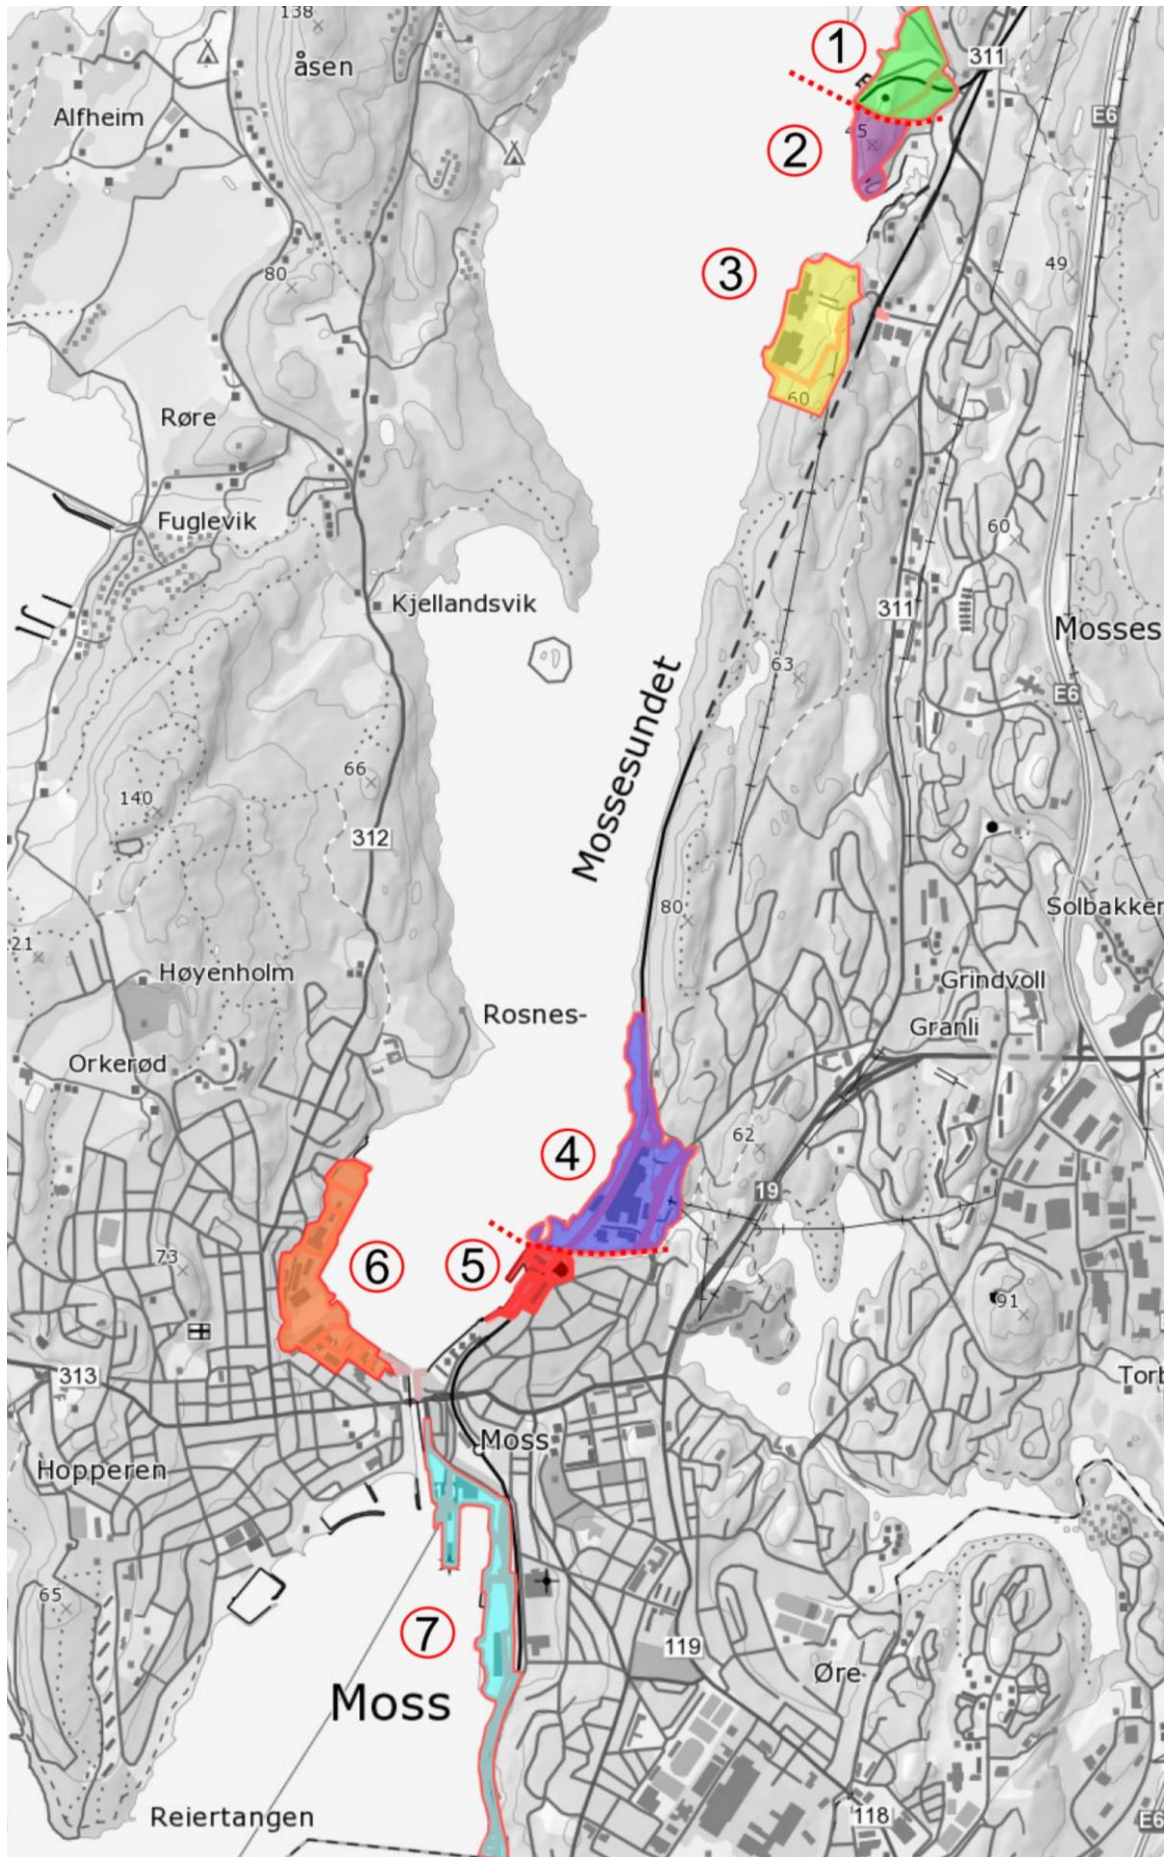 138
åsen
1
311
Alfheim
E6
45
2
80
3
49
60
Røre
Fuglevik
60
Kjellandsvik
311
Mosses
63
E6
Mossesundet
66
140
312
80
Solbakker
21
Høyenholm
Grindvoll
Rosnes-
Granli
Orkerød
62
4
19
73
6
5
91
313
Torb
Moss
Hopperen
65
7
119
Øre
Moss
Reiertangen
118
E6